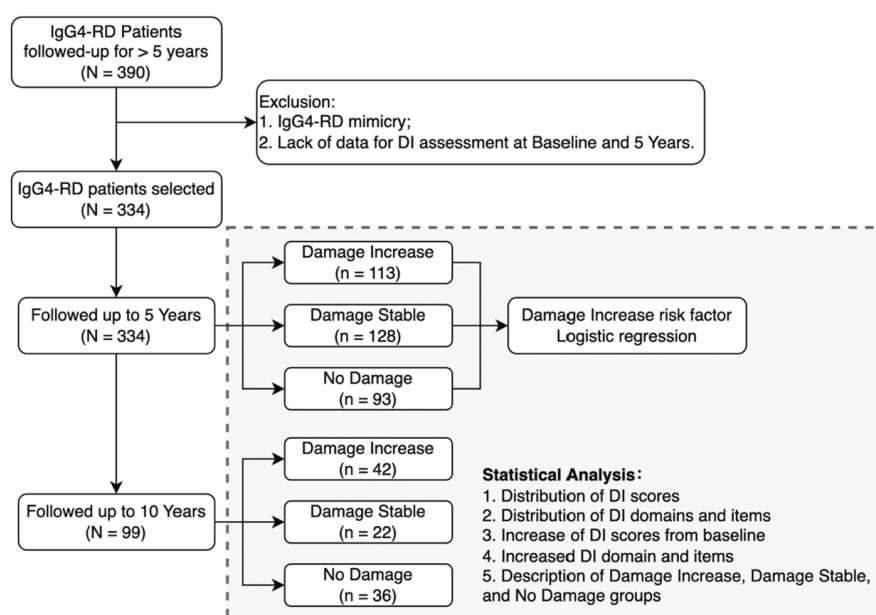 IgG4-RD Patients
followed-up for > 5 years
(N = 390)
Exclusion:
1. IgG4-RD mimicry;
2. Lack of data for DI assessment at Baseline and 5 Years.
IgG4-RD patients selected
(N = 334)
Followed up to 5 Years
(N = 334)
Damage Increase
(n = 113)
Damage Stable
(n = 128)
No Damage
(n = 93)
Damage Increase risk factor
Logistic regression
Followed up to 10 Years
(N = 99)
Damage Increase
(n = 42)
Damage Stable
(n = 22)
No Damage
(n = 36)
Statistical Analysis:
1. Distribution of DI scores
2. Distribution of DI domains and items
3. Increase of DI scores from baseline
4. Increased DI domain and items
5. Description of Damage Increase, Damage Stable,
and No Damage groups